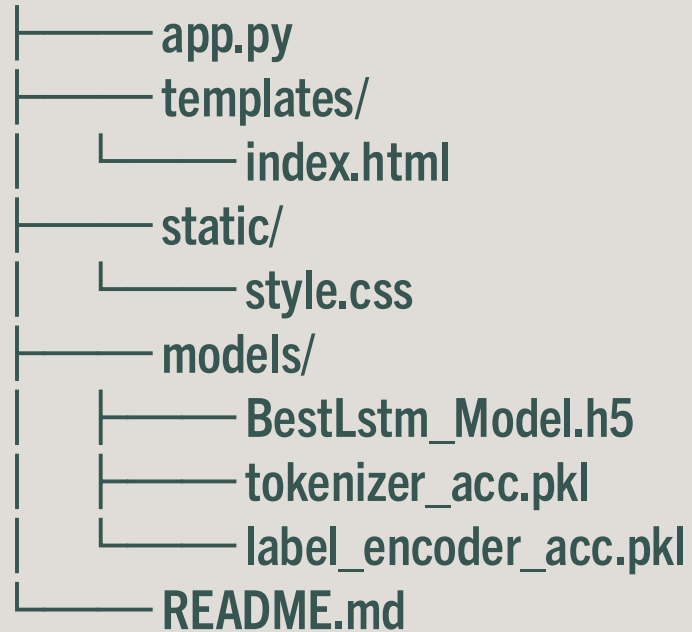 ├── app.py
├── templates/
│   └── index.html
├── static/
│   └── style.css
├── models/
│   ├── BestLstm_Model.h5
│   ├── tokenizer_acc.pkl
│   └── label_encoder_acc.pkl
└── README.md